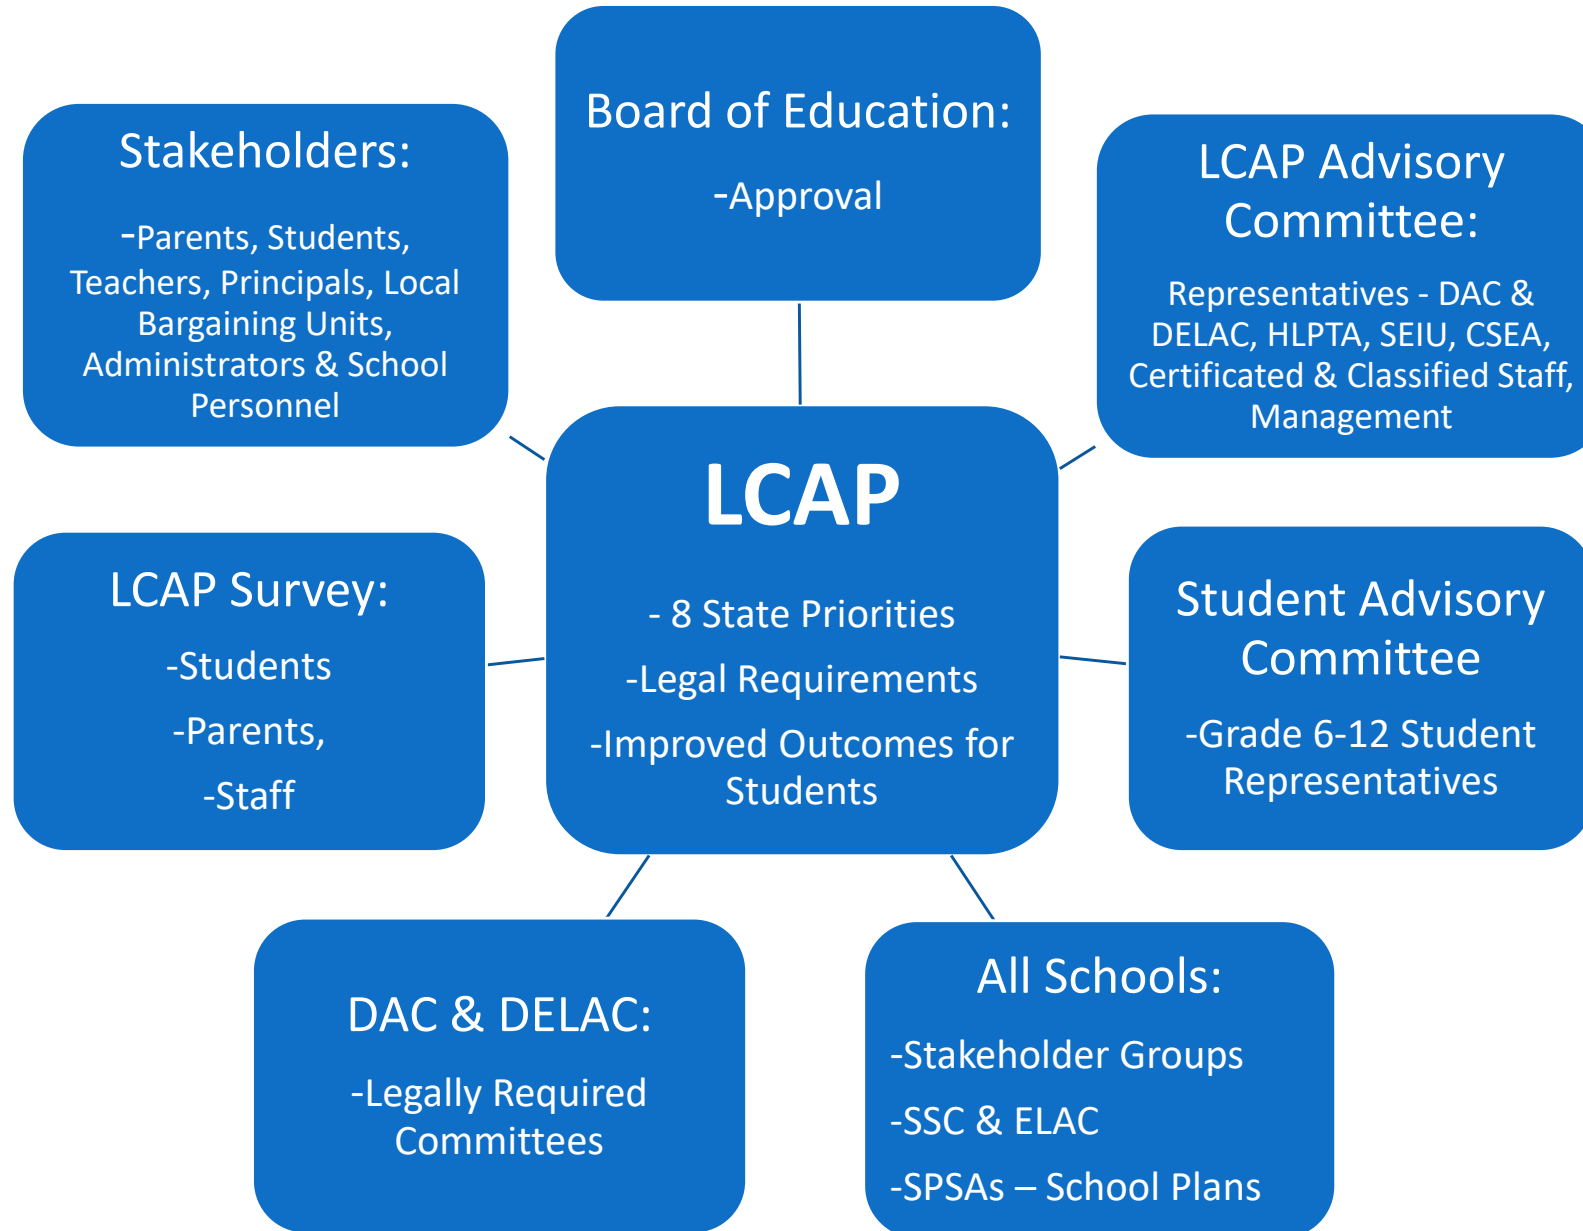 Board of Education:
-Approval
Stakeholders:
-Parents, Students,
Teachers, Principals, Local
Bargaining Units,
Administrators & School
Personnel
LCAP Advisory
Committee:
Representatives - DAC &
DELAC, HLPTA, SEIU, CSEA,
Certificated & Classified Staff,
Management
LCAP
- 8 State Priorities
-Legal Requirements
-Improved Outcomes for
Students
LCAP Survey:
-Students
-Parents,
-Staff
Student Advisory
Committee
-Grade 6-12 Student
Representatives
DAC & DELAC:
-Legally Required
Committees
All Schools:
-Stakeholder Groups
-SSC & ELAC
-SPSAs – School Plans